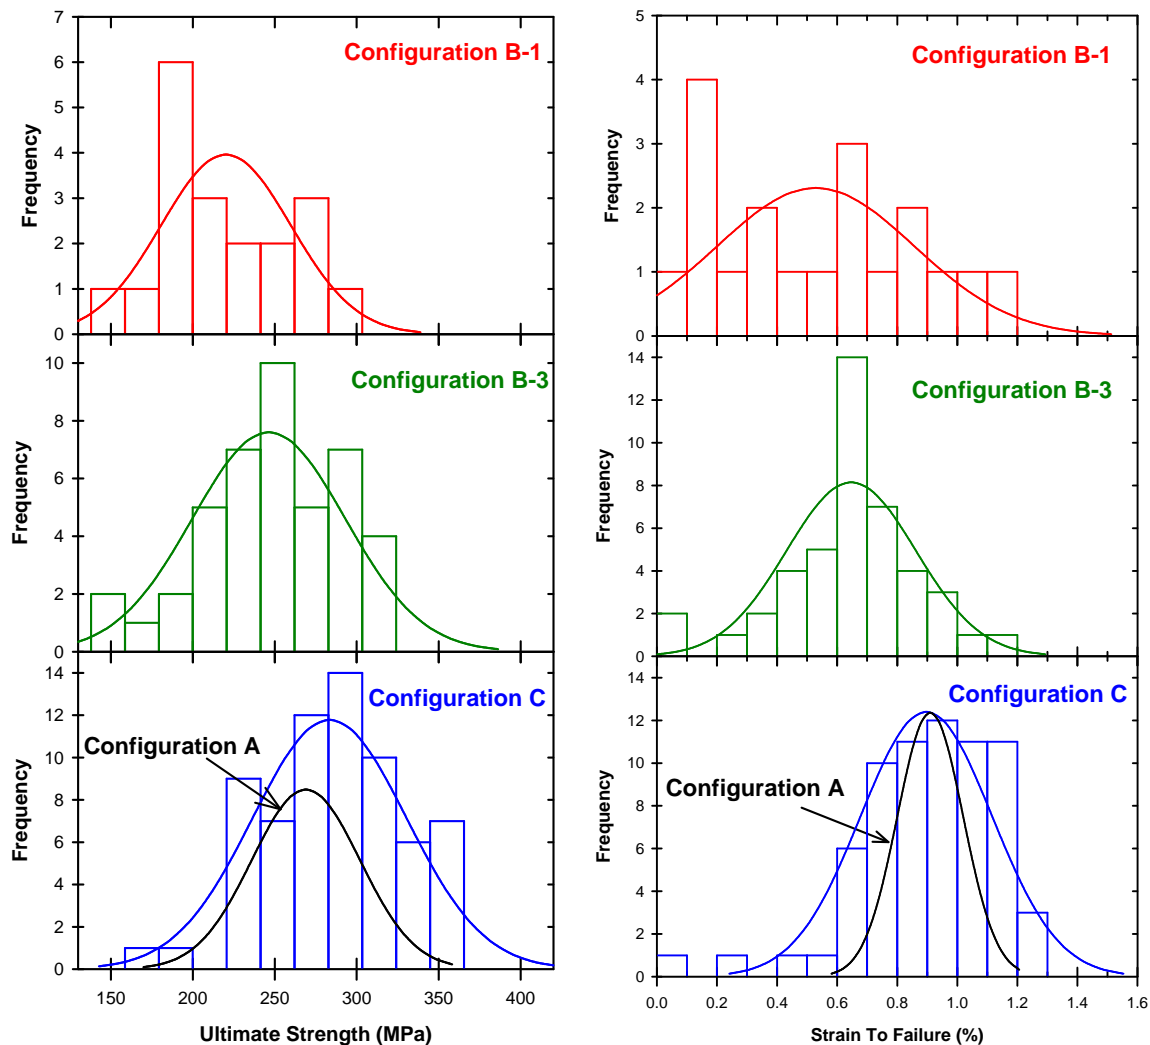 7
6
5
4
3
2
1
0
Frequency
Configuration B-1
10
8
6
4
2
0
Frequency
Configuration B-3
14
12
10
8
6
4
2
0
Frequency
Configuration C
Configuration A
150 200 250 300 350 400
Ultimate Strength (MPa)
5
4
3
2
1
0
Frequency
Configuration B-1
14
12
10
8
6
4
2
0
Frequency
Configuration B-3
14
12
10
8
6
4
2
0
Frequency
Configuration C
Configuration A
0.0 0.2 0.4 0.6 0.8 1.0 1.2 1.4 1.6
Strain To Failure (%)